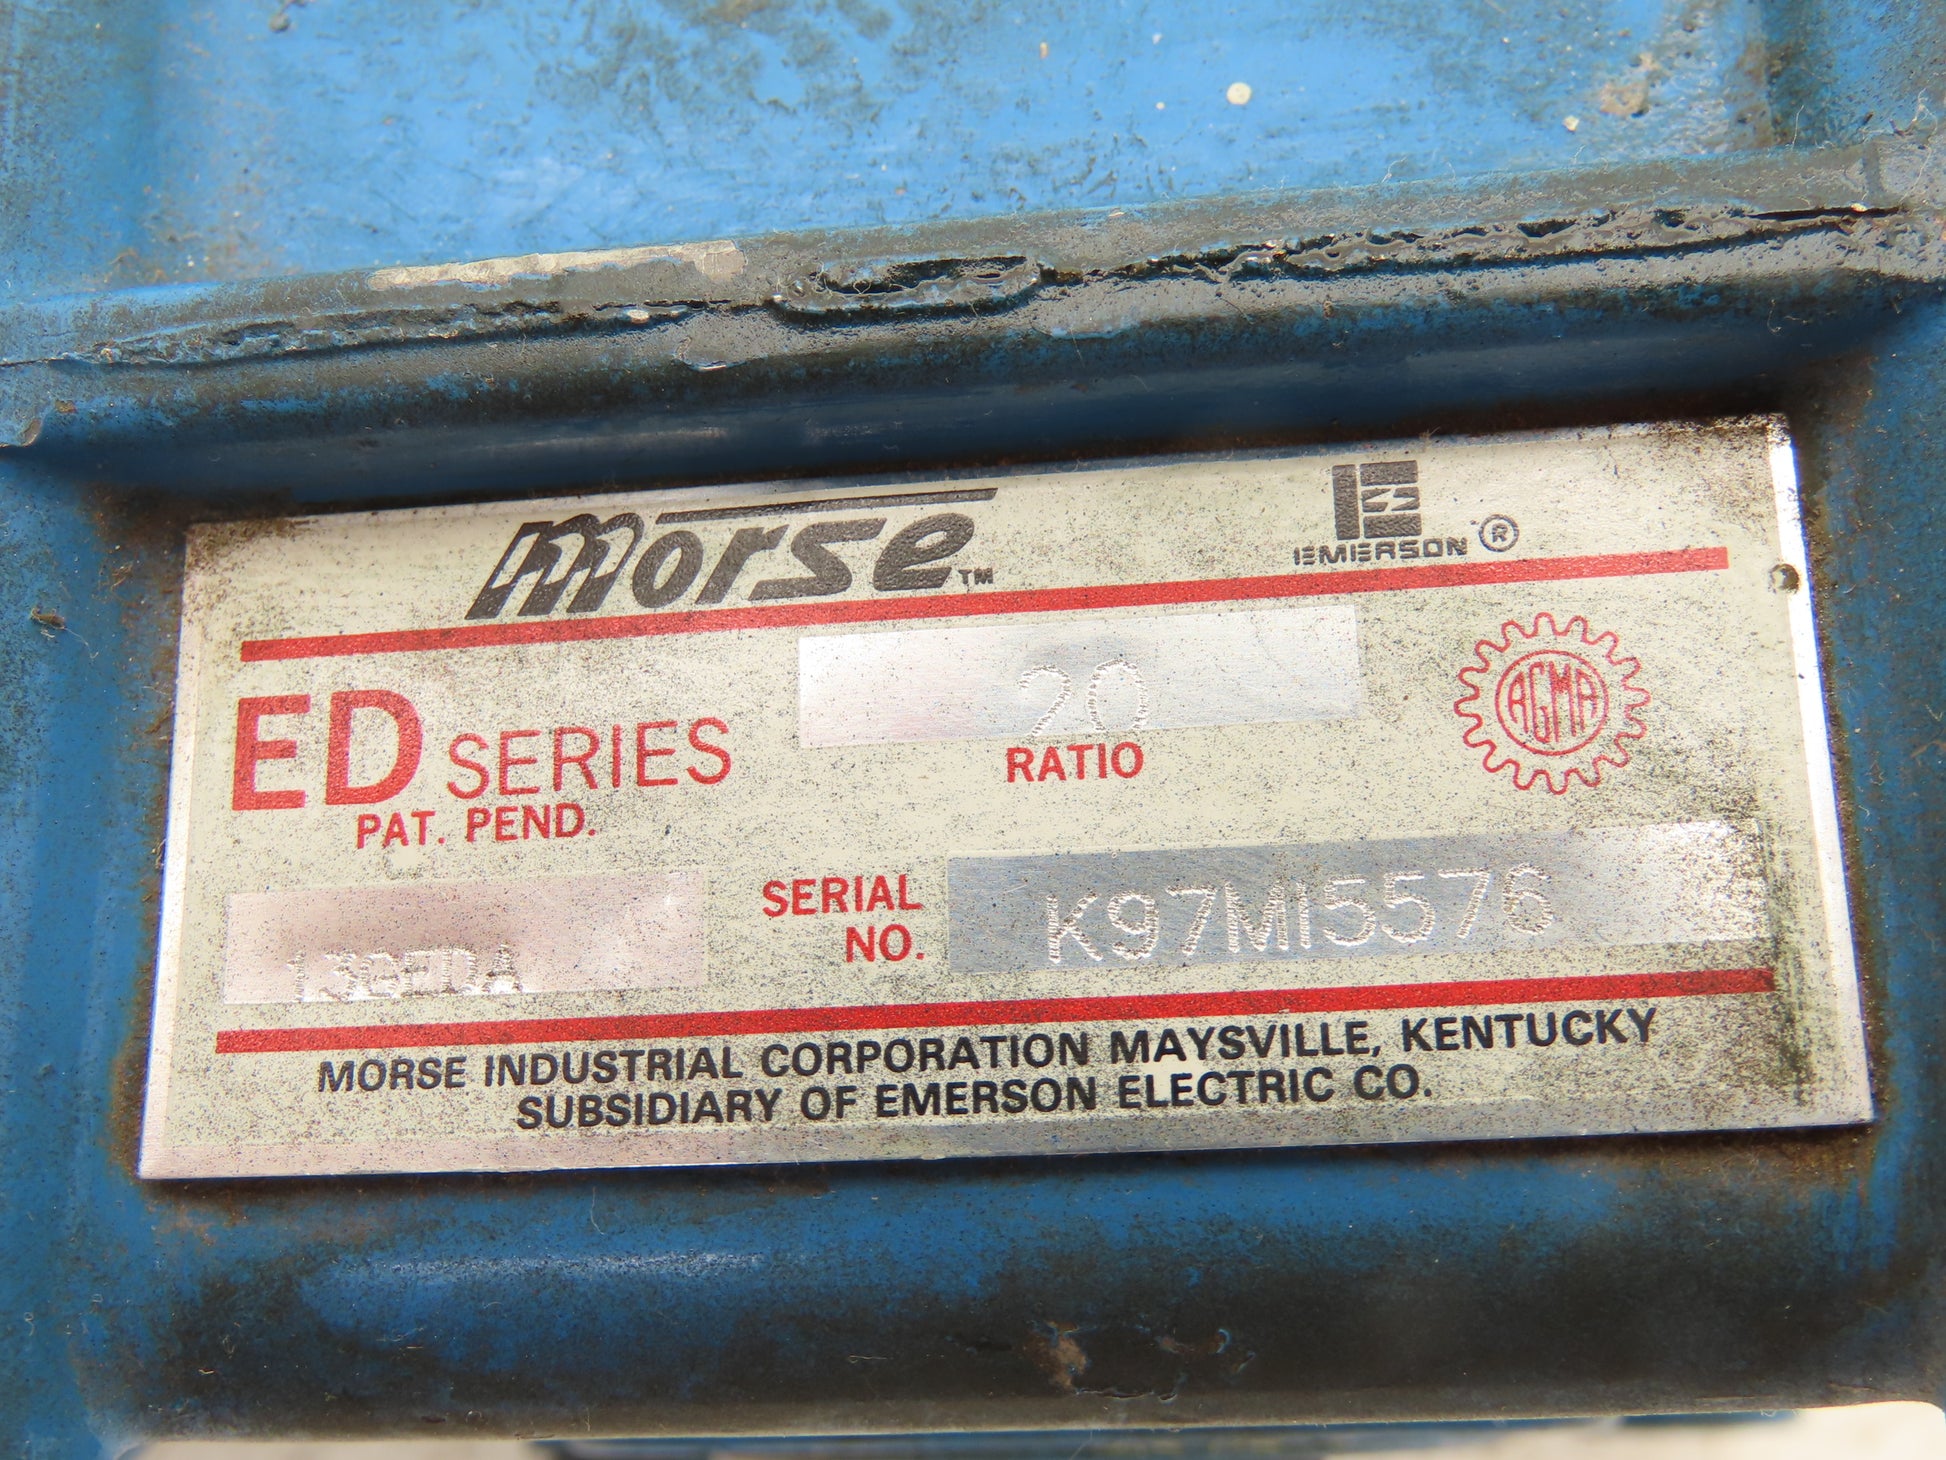 morse™
EMERSON ®
ED SERIES
PAT. PEND.
20
RATIO
AGMA
13GEDA
SERIAL
NO.
K97M15576
MORSE INDUSTRIAL CORPORATION MAYSVILLE, KENTUCKY
SUBSIDIARY OF EMERSON ELECTRIC CO.